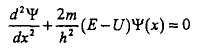 d²Ψ/dx² + 2m/h² (E − U)Ψ(x) = 0